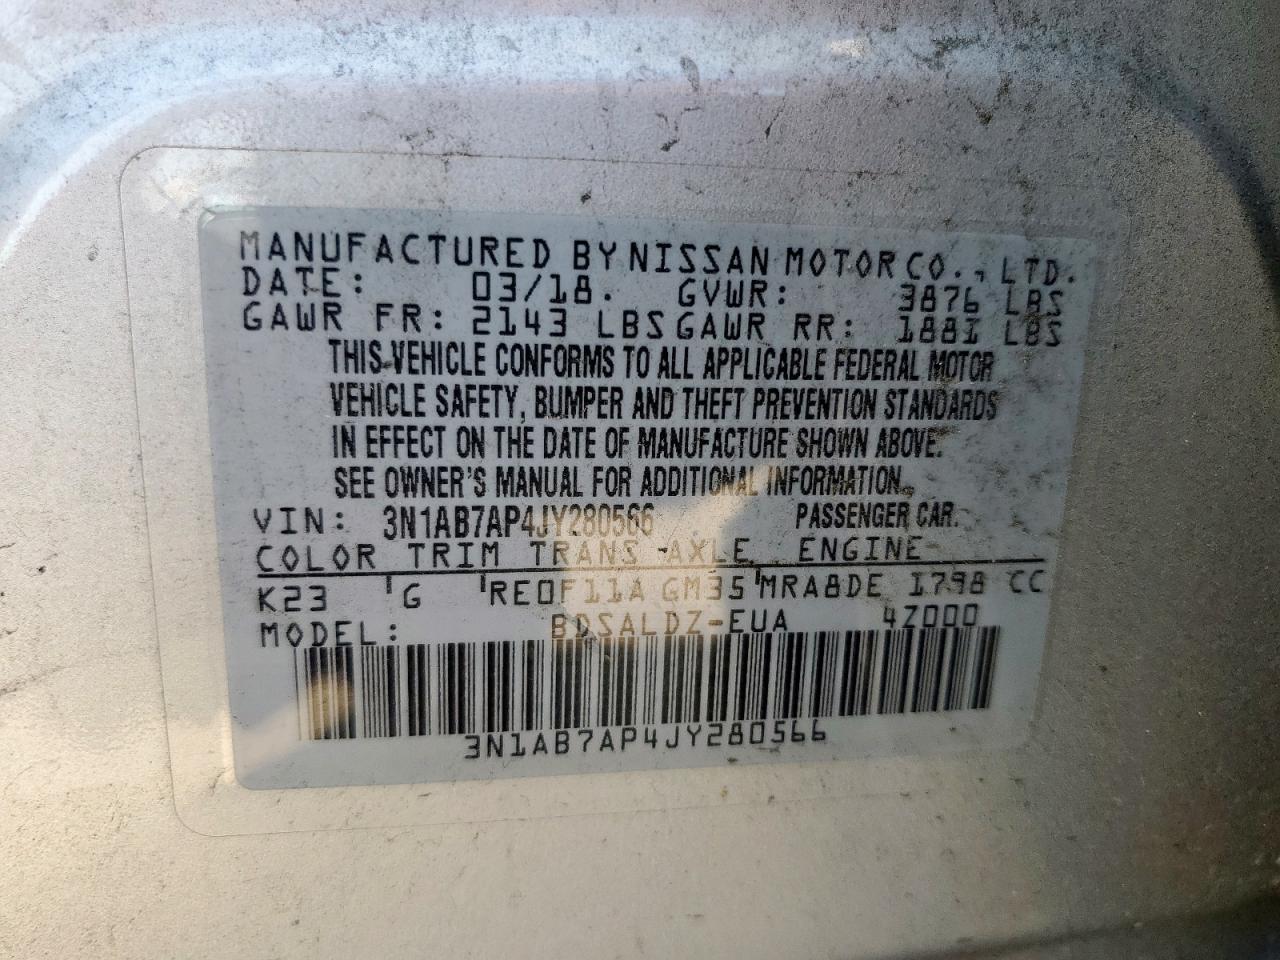 MANUFACTURED BY NISSAN MOTOR CO., LTD.
DATE: 03/18. GVWR: 3876 LBS
GAWR FR: 2143 LBS GAWR RR: 1881 LBS
THIS VEHICLE CONFORMS TO ALL APPLICABLE FEDERAL MOTOR
VEHICLE SAFETY, BUMPER AND THEFT PREVENTION STANDARDS
IN EFFECT ON THE DATE OF MANUFACTURE SHOWN ABOVE.
SEE OWNER'S MANUAL FOR ADDITIONAL INFORMATION.
VIN: 3N1AB7AP4JY280566 PASSENGER CAR.
COLOR TRIM TRANS AXLE ENGINE
K23 G RE0F11A GM35 MRA8DE 1798 CC
MODEL: BDSALDZ-EUA 4Z000
3N1AB7AP4JY280566